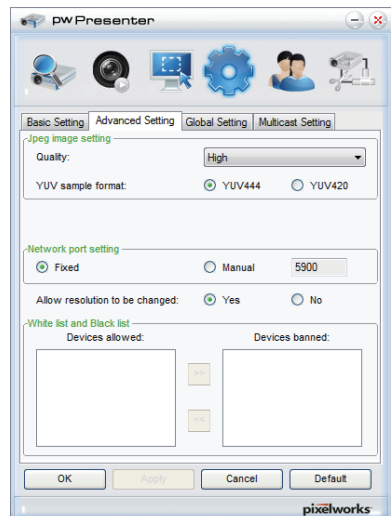 pwPresenter
Basic Setting Advanced Setting Global Setting Multicast Setting
Jpeg image setting
Quality: High
YUV sample format: YUV444 YUV420
Network port setting
Fixed Manual 5900
Allow resolution to be changed: Yes No
White list and Black list
Devices allowed: Devices banned:
>>
<<
OK Apply Cancel Default
pixelworks